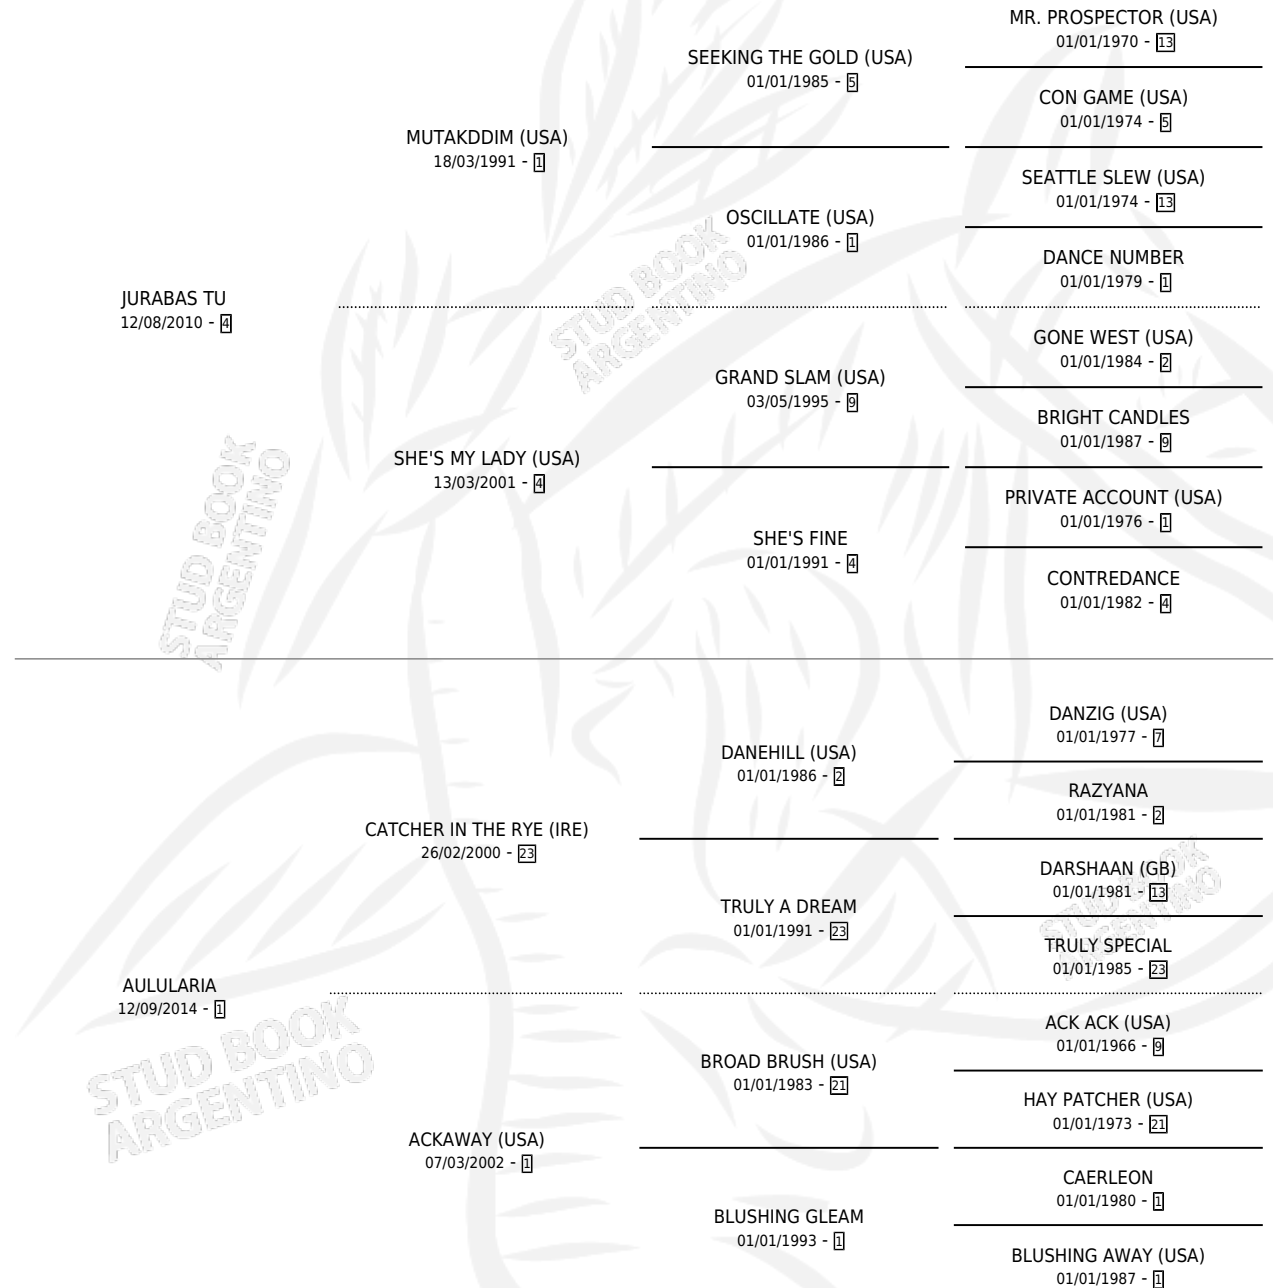 MR. PROSPECTOR (USA)
01/01/1970 - 13
SEEKING THE GOLD (USA)
01/01/1985 - 5
CON GAME (USA)
01/01/1974 - 5
MUTAKDDIM (USA)
18/03/1991 - 1
SEATTLE SLEW (USA)
01/01/1974 - 13
OSCILLATE (USA)
01/01/1986 - 1
DANCE NUMBER
01/01/1979 - 1
JURABAS TU
12/08/2010 - 4
GONE WEST (USA)
01/01/1984 - 2
GRAND SLAM (USA)
03/05/1995 - 9
BRIGHT CANDLES
01/01/1987 - 9
SHE'S MY LADY (USA)
13/03/2001 - 4
PRIVATE ACCOUNT (USA)
01/01/1976 - 1
SHE'S FINE
01/01/1991 - 4
CONTREDANCE
01/01/1982 - 4
DANZIG (USA)
01/01/1977 - 7
DANEHILL (USA)
01/01/1986 - 2
RAZYANA
01/01/1981 - 2
CATCHER IN THE RYE (IRE)
26/02/2000 - 23
DARSHAAN (GB)
01/01/1981 - 13
TRULY A DREAM
01/01/1991 - 23
TRULY SPECIAL
01/01/1985 - 23
AULULARIA
12/09/2014 - 1
ACK ACK (USA)
01/01/1966 - 9
BROAD BRUSH (USA)
01/01/1983 - 21
HAY PATCHER (USA)
01/01/1973 - 21
ACKAWAY (USA)
07/03/2002 - 1
CAERLEON
01/01/1980 - 1
BLUSHING GLEAM
01/01/1993 - 1
BLUSHING AWAY (USA)
01/01/1987 - 1
STUD BOOK
ARGENTINO
STUD BOOK
ARGENTINO
STUD BOOK
ARGENTINO
STUD BOOK
ARGENTINO